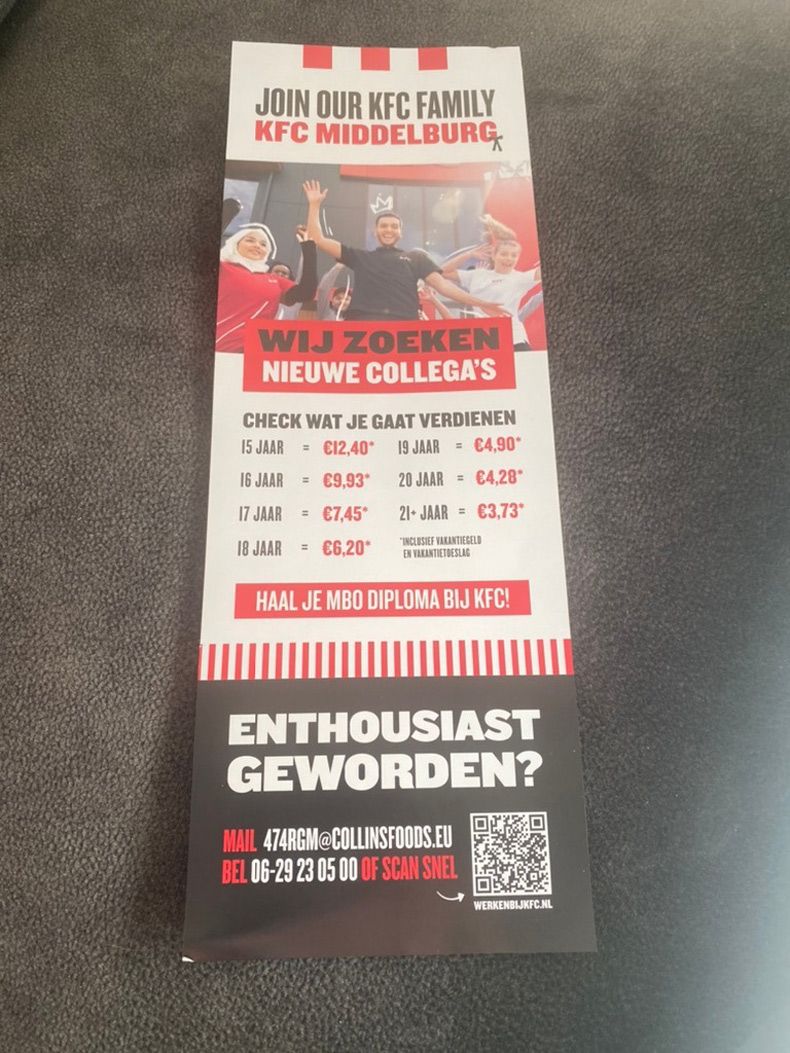 JOIN OUR KFC FAMILY
KFC MIDDELBURG
WIJ ZOEKEN
NIEUWE COLLEGA'S
CHECK WAT JE GAAT VERDIENEN
15 JAAR = €12,40* 19 JAAR = €4,90*
16 JAAR = €9,93* 20 JAAR = €4,28*
17 JAAR = €7,45* 21+ JAAR = €3,73*
18 JAAR = €6,20* *INCLUSIEF VAKANTIEGELD
EN VAKANTIETOESLAG
HAAL JE MBO DIPLOMA BIJ KFC!
ENTHOUSIAST
GEWORDEN?
MAIL 474RGM@COLLINSFOODS.EU
BEL 06-29 23 05 00 OF SCAN SNEL
WERKENBIJKFC.NL